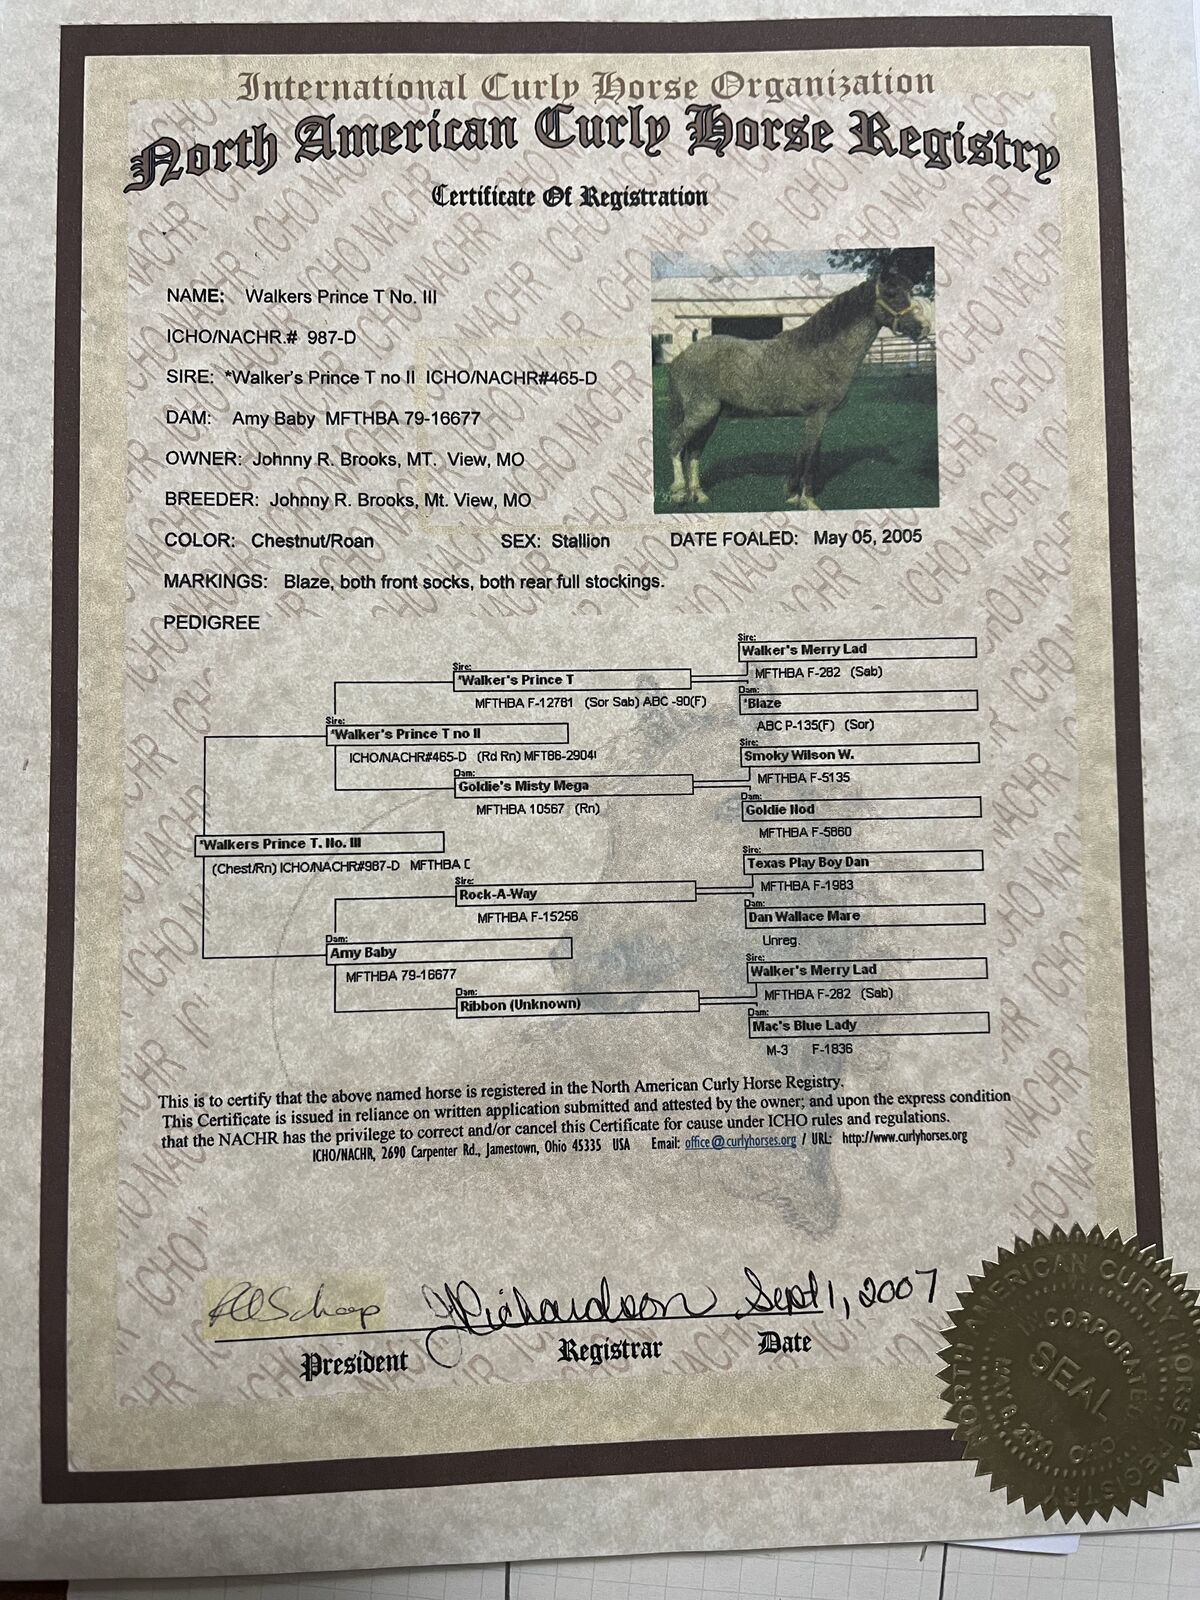 International Curly Horse Organization
North American Curly Horse Registry
Certificate Of Registration
NAME: Walkers Prince T No. III
ICHO/NACHR.# 987-D
SIRE: *Walker's Prince T no II ICHO/NACHR#465-D
DAM: Amy Baby MFTHBA 79-16677
OWNER: Johnny R. Brooks, MT. View, MO
BREEDER: Johnny R. Brooks, Mt. View, MO
COLOR: Chestnut/Roan SEX: Stallion DATE FOALED: May 05, 2005
MARKINGS: Blaze, both front socks, both rear full stockings.
PEDIGREE
Sire:
Walker's Merry Lad
MFTHBA F-282 (Sab)
Sire:
*Walker's Prince T
MFTHBA F-12781 (Sor Sab) ABC -90(F)
Dam:
*Blaze
ABC P-135(F) (Sor)
Sire:
*Walker's Prince T no II
ICHO/NACHR#465-D (Rd Rn) MFT86-2904
Sire:
Smoky Wilson W.
MFTHBA F-5135
Dam:
Goldie's Misty Mega
MFTHBA 10567 (Rn)
Dam:
Goldie Hod
MFTHBA F-5860
*Walkers Prince T. No. III
(Chest/Rn) ICHO/NACHR#987-D MFTHBA
Sire:
Texas Play Boy Dan
MFTHBA F-1983
Sire:
Rock-A-Way
MFTHBA F-15256
Dam:
Dan Wallace Mare
Unreg.
Dam:
Amy Baby
MFTHBA 79-16677
Sire:
Walker's Merry Lad
MFTHBA F-282 (Sab)
Dam:
Ribbon (Unknown)
Dam:
Mac's Blue Lady
M-3 F-1836
This is to certify that the above named horse is registered in the North American Curly Horse Registry.
This Certificate is issued in reliance on written application submitted and attested by the owner; and upon the express condition
that the NACHR has the privilege to correct and/or cancel this Certificate for cause under ICHO rules and regulations.
ICHO/NACHR, 2690 Carpenter Rd., Jamestown, Ohio 45335 USA Email: office@curlyhorses.org / URL: http://www.curlyhorses.org
JRichardson Sept 1, 2007
President Registrar Date
NORTH AMERICAN CURLY HORSE REGISTRY
CORPORATED
SEAL
OHIO